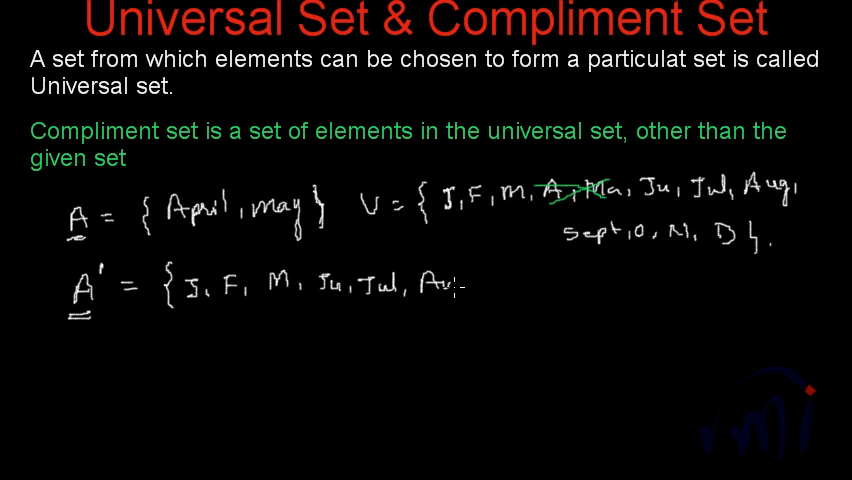 Universal Set & Compliment Set
A set from which elements can be chosen to form a particulat set is called
Universal set.
Compliment set is a set of elements in the universal set, other than the
given set
A = { April, may } U = { J, F, M, A, Ma, Ju, Jul, Aug,
Sept, O, N, D }.
A' = { J, F, M, Ju, Jul, Au
vmi